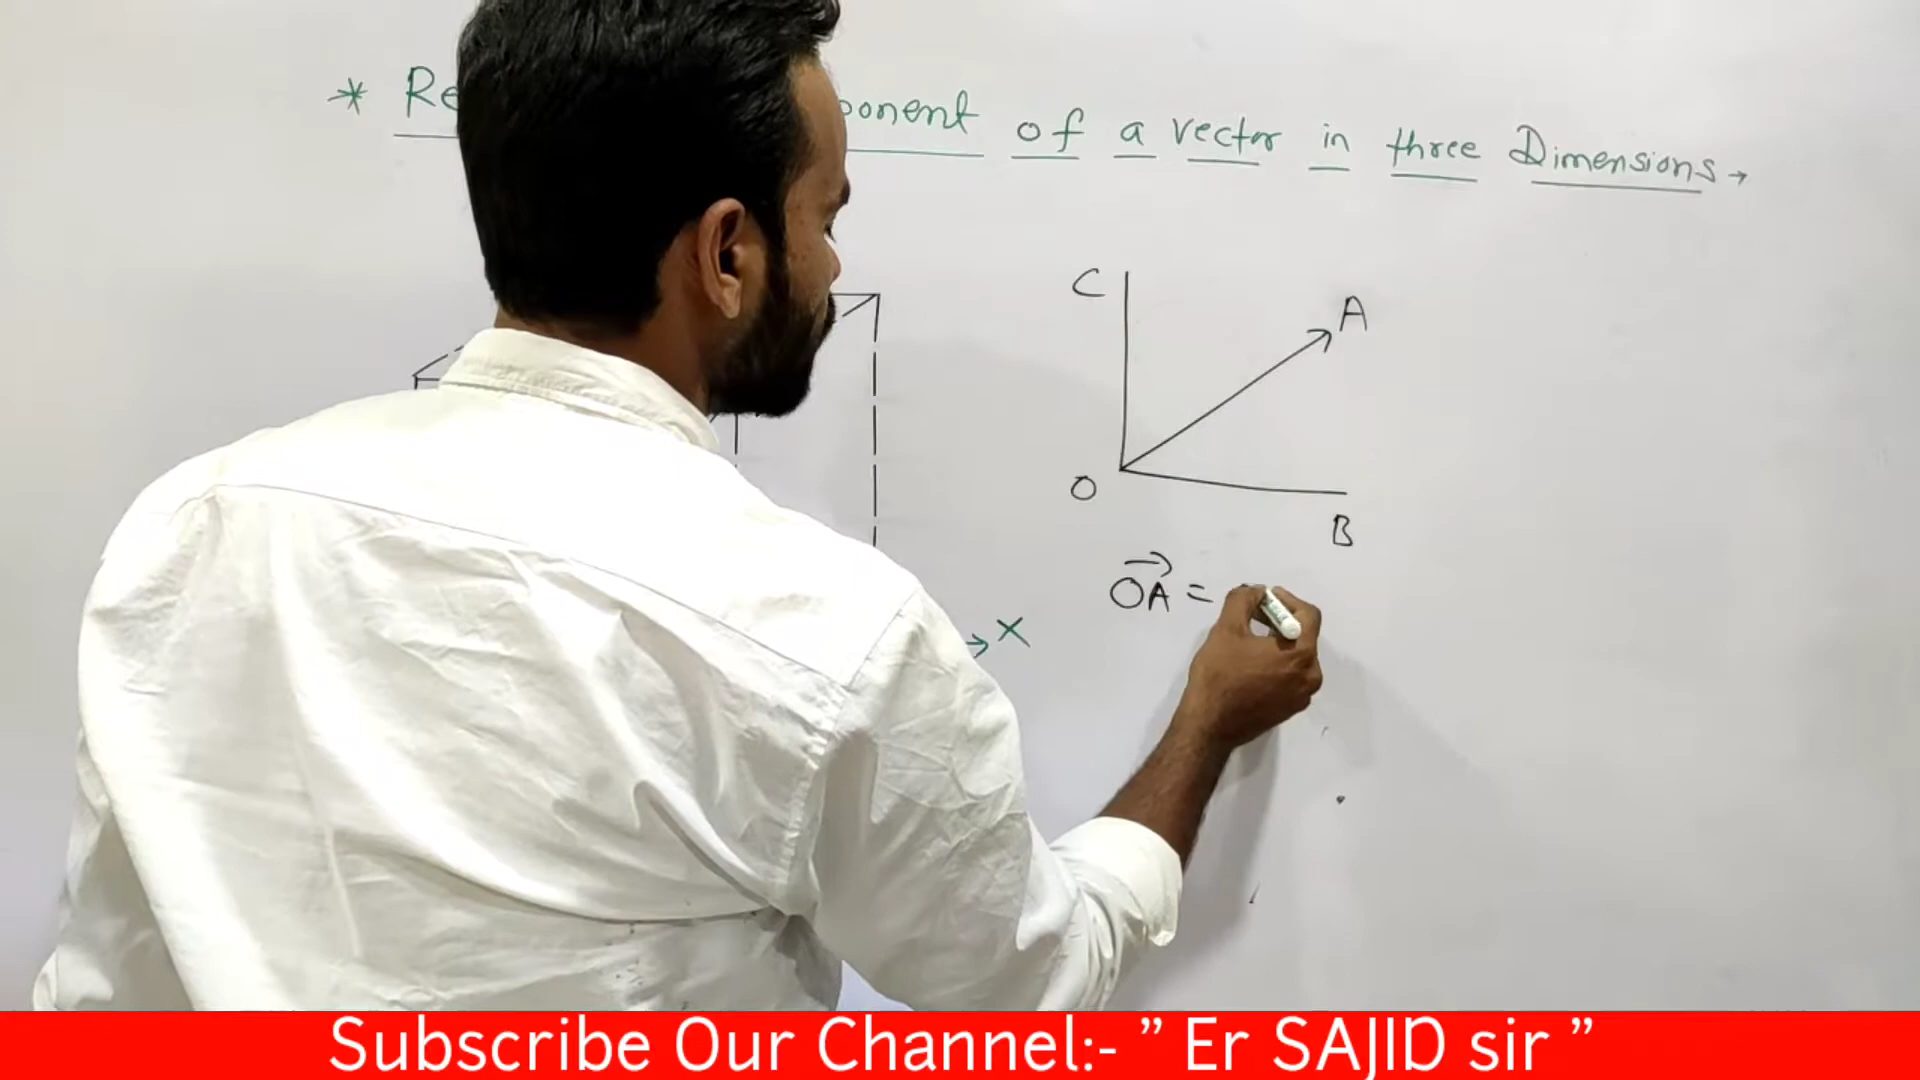 * Re ponent of a vector in three Dimensions →
C
A
O
B
OA =
X
Subscribe Our Channel:- ” Er SAJID sir ”